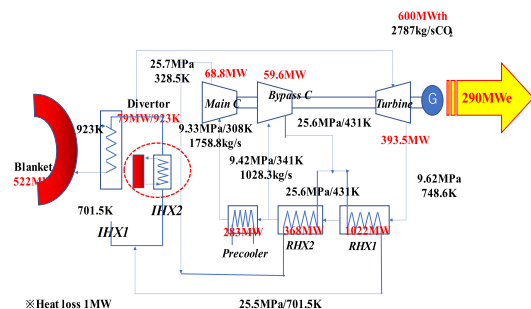 600MWth
2787kg/sCO₂
25.7MPa
328.5K
68.8MW
59.6MW
Main C
Bypass C
Turbine
G
290MWe
Divertor
79MW/923K
923K
9.33MPa/308K
1758.8kg/s
25.6MPa/431K
393.5MW
9.42MPa/341K
1028.3kg/s
Blanket
522MW
25.6MPa/431K
9.62MPa
748.6K
701.5K
IHX1
IHX2
283MW
368MW
1022MW
Precooler
RHX2
RHX1
※Heat loss 1MW
25.5MPa/701.5K